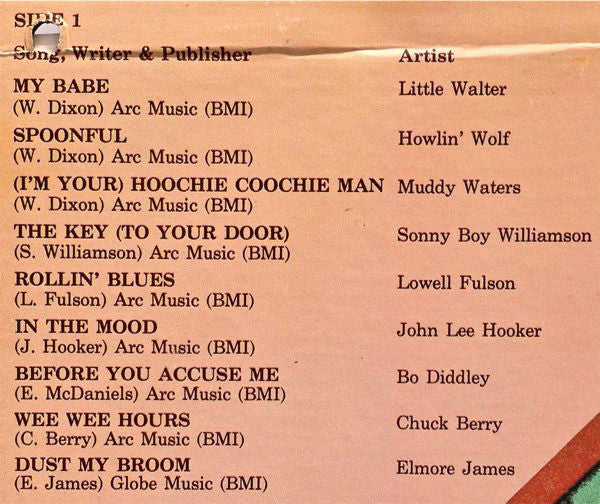 SIDE 1
Song, Writer & Publisher Artist
MY BABE Little Walter
(W. Dixon) Arc Music (BMI)
SPOONFUL Howlin' Wolf
(W. Dixon) Arc Music (BMI)
(I'M YOUR) HOOCHIE COOCHIE MAN Muddy Waters
(W. Dixon) Arc Music (BMI)
THE KEY (TO YOUR DOOR) Sonny Boy Williamson
(S. Williamson) Arc Music (BMI)
ROLLIN' BLUES Lowell Fulson
(L. Fulson) Arc Music (BMI)
IN THE MOOD John Lee Hooker
(J. Hooker) Arc Music (BMI)
BEFORE YOU ACCUSE ME Bo Diddley
(E. McDaniels) Arc Music (BMI)
WEE WEE HOURS Chuck Berry
(C. Berry) Arc Music (BMI)
DUST MY BROOM Elmore James
(E. James) Globe Music (BMI)